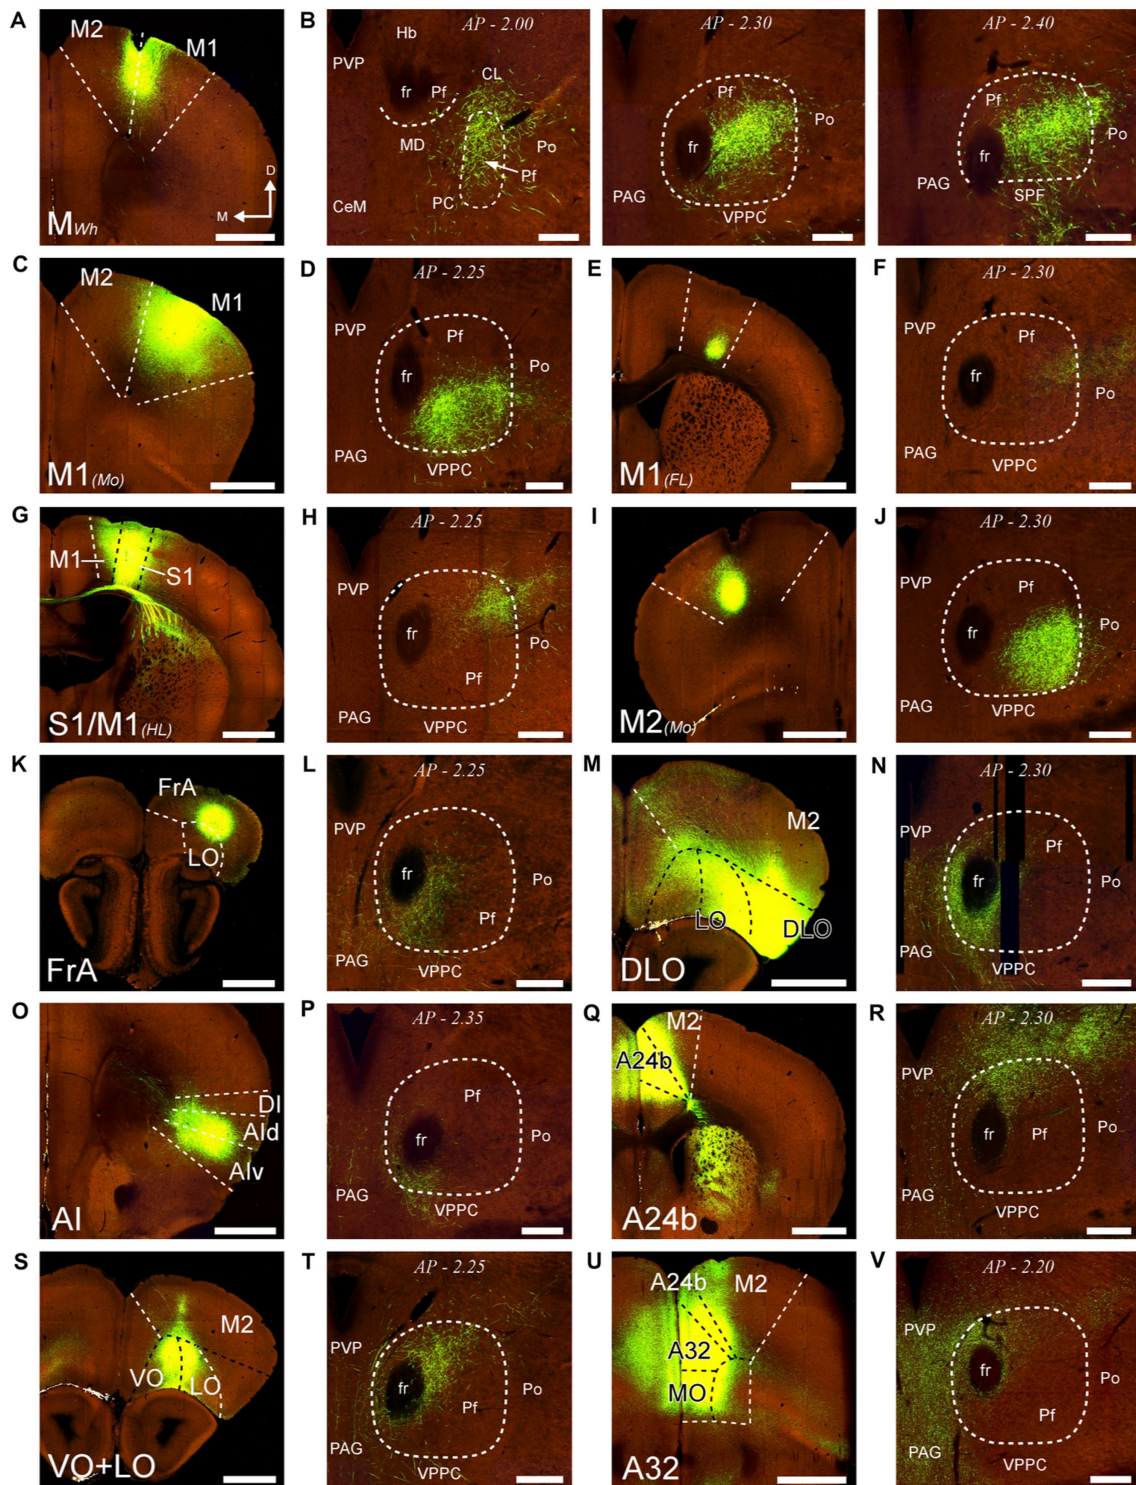 A
M2
M1
D
M
MWh
B
AP - 2.00
Hb
PVP
CL
fr
Pf
MD
Po
Pf
CeM
PC
AP - 2.30
Pf
Po
fr
PAG
VPPC
AP - 2.40
Pf
Po
fr
PAG
SPF
C
M2
M1
M1(Mo)
D
AP - 2.25
PVP
Pf
Po
fr
PAG
VPPC
E
M1(FL)
F
AP - 2.30
PVP
Pf
fr
Po
PAG
VPPC
G
M1
S1
S1/M1(HL)
H
AP - 2.25
PVP
fr
Po
Pf
PAG
VPPC
I
M2(Mo)
J
AP - 2.30
PVP
Pf
fr
Po
PAG
VPPC
K
FrA
LO
FrA
L
AP - 2.25
PVP
fr
Po
Pf
PAG
VPPC
M
M2
LO
DLO
DLO
N
AP - 2.30
PVP
Pf
fr
Po
PAG
VPPC
O
DI
AId
AIv
AI
P
AP - 2.35
Pf
fr
Po
PAG
VPPC
Q
M2
A24b
A24b
R
AP - 2.30
PVP
fr
Pf
Po
PAG
VPPC
S
M2
VO
LO
VO+LO
T
AP - 2.25
PVP
fr
Po
Pf
PAG
VPPC
U
A24b
M2
A32
MO
A32
V
AP - 2.20
PVP
fr
Po
Pf
PAG
VPPC